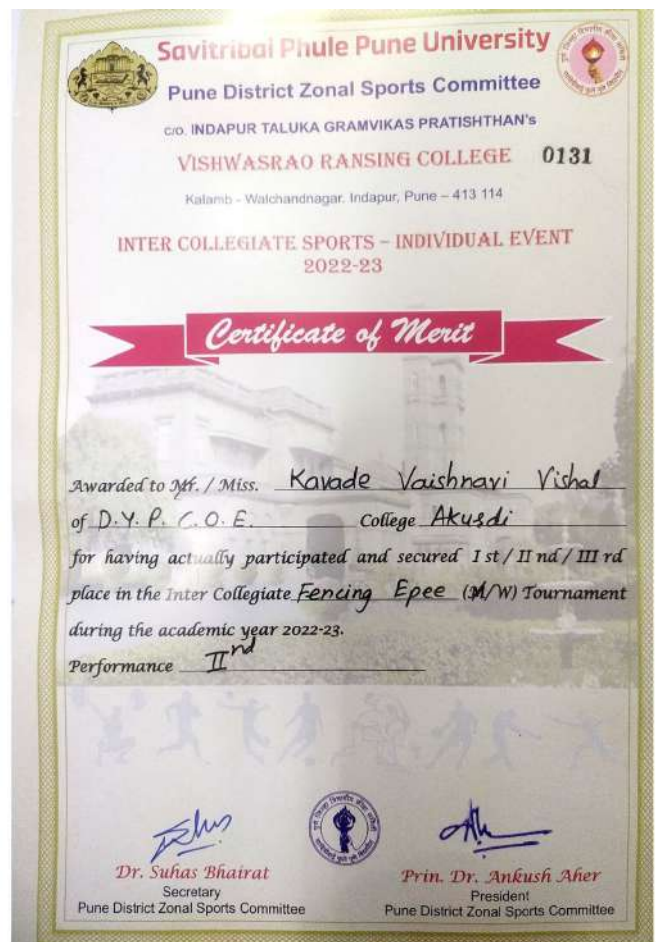 Savitribai Phule Pune University
Pune District Zonal Sports Committee
c/o. INDAPUR TALUKA GRAMVIKAS PRATISHTHAN's
VISHWASRAO RANSING COLLEGE 0131
Kalamb - Walchandnagar. Indapur, Pune – 413 114
INTER COLLEGIATE SPORTS – INDIVIDUAL EVENT
2022-23
Certificate of Merit
Awarded to Mr. / Miss. Kavade Vaishnavi Vishal
of D.Y. P. C. O. E. College Akusdi
for having actually participated and secured I st / II nd / III rd
place in the Inter Collegiate Fencing Epee (M/W) Tournament
during the academic year 2022-23.
Performance IInd
Dr. Suhas Bhairat
Secretary
Pune District Zonal Sports Committee
Prin. Dr. Ankush Aher
President
Pune District Zonal Sports Committee